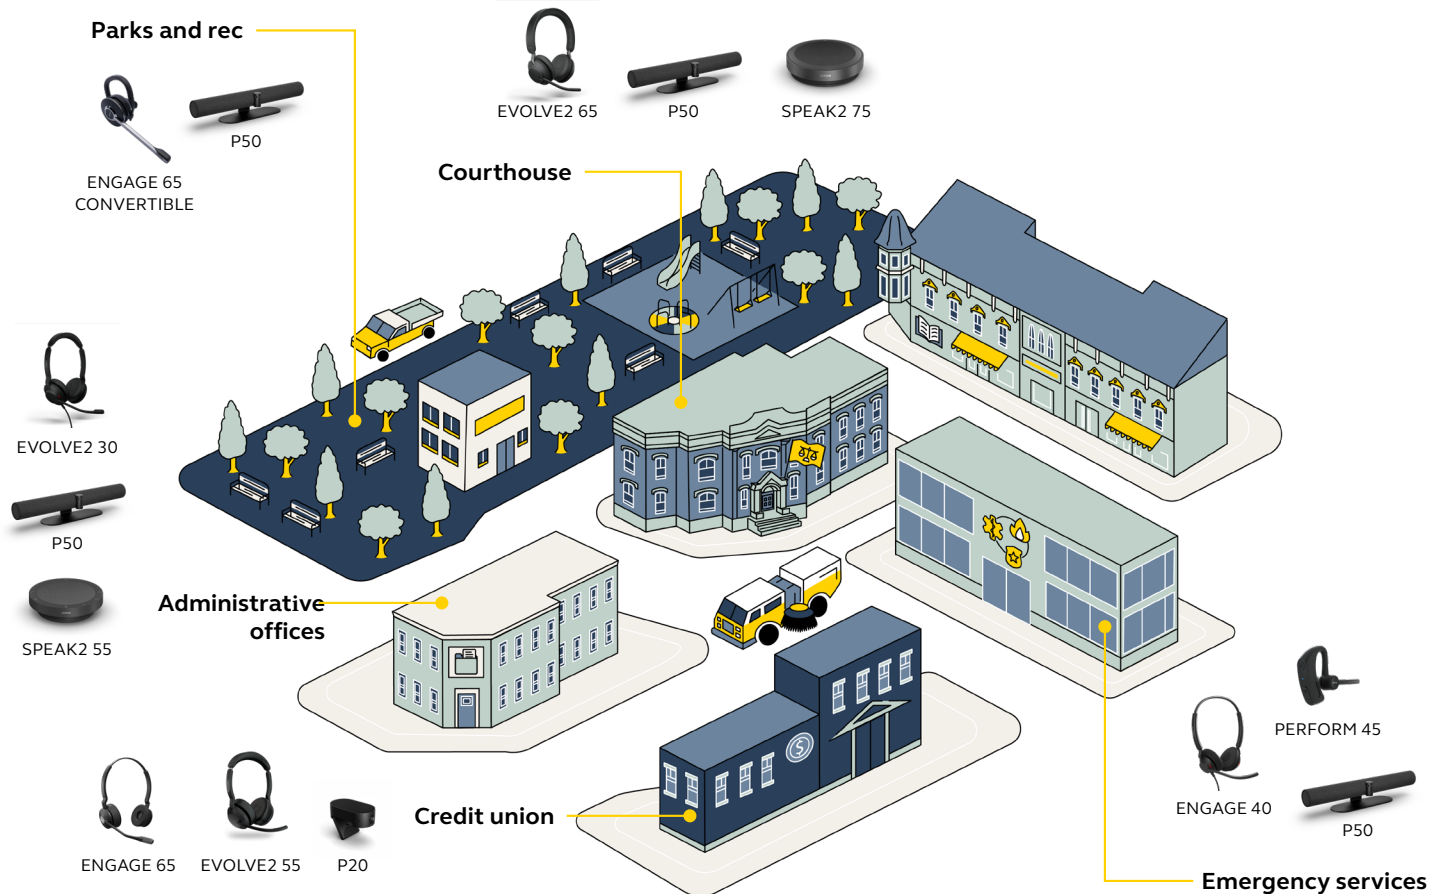 Parks and rec
P50
ENGAGE 65
CONVERTIBLE
EVOLVE2 65
P50
SPEAK2 75
Courthouse
EVOLVE2 30
P50
SPEAK2 55
Administrative
offices
ENGAGE 65
EVOLVE2 55
P20
Credit union
$
PERFORM 45
ENGAGE 40
P50
Emergency services